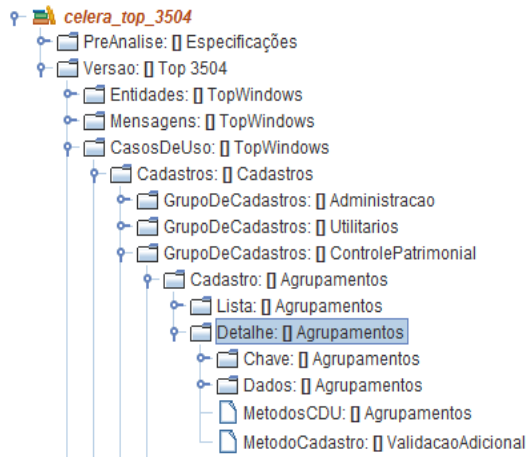 celera_top_3504
PreAnalise: [] Especificações
Versao: [] Top 3504
Entidades: [] TopWindows
Mensagens: [] TopWindows
CasosDeUso: [] TopWindows
Cadastros: [] Cadastros
GrupoDeCadastros: [] Administracao
GrupoDeCadastros: [] Utilitarios
GrupoDeCadastros: [] ControlePatrimonial
Cadastro: [] Agrupamentos
Lista: [] Agrupamentos
Detalhe: [] Agrupamentos
Chave: [] Agrupamentos
Dados: [] Agrupamentos
MetodosCDU: [] Agrupamentos
MetodoCadastro: [] ValidacaoAdicional